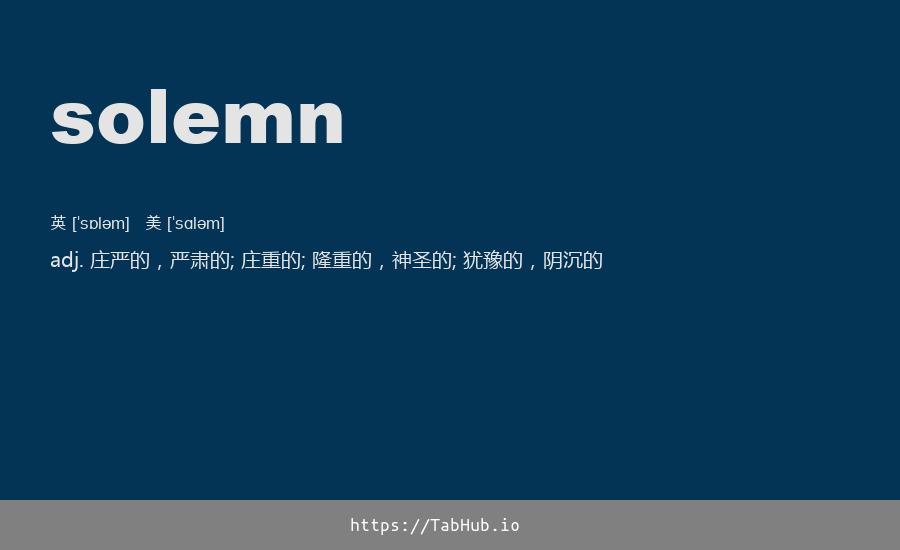 solemn
英 [ˈsɒləm] 美 [ˈsɑləm]
adj. 庄严的，严肃的; 庄重的; 隆重的，神圣的; 犹豫的，阴沉的
https://TabHub.io